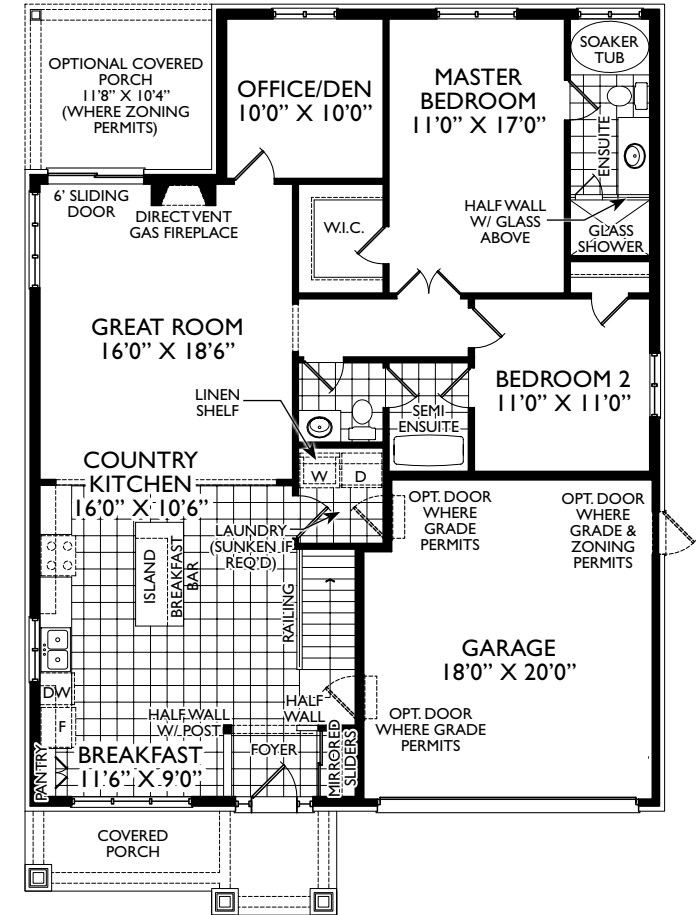 OPTIONAL COVERED
PORCH
11'8" X 10'4"
(WHERE ZONING
PERMITS)
OFFICE/DEN
10'0" X 10'0"
MASTER
BEDROOM
11'0" X 17'0"
SOAKER
TUB
ENSUITE
6' SLIDING
DOOR
DIRECT VENT
GAS FIREPLACE
W.I.C.
HALF WALL
W/ GLASS
ABOVE
GLASS
SHOWER
GREAT ROOM
16'0" X 18'6"
BEDROOM 2
11'0" X 11'0"
LINEN
SHELF
SEMI
ENSUITE
COUNTRY
KITCHEN
16'0" X 10'6"
W
D
LAUNDRY
(SUNKEN IF
REQ'D)
OPT. DOOR
WHERE
GRADE
PERMITS
OPT. DOOR
WHERE
GRADE &
ZONING
PERMITS
ISLAND
BREAKFAST
BAR
RAILING
GARAGE
18'0" X 20'0"
DW
F
HALF WALL
W/ POST
HALF
WALL
OPT. DOOR
WHERE GRADE
PERMITS
PANTRY
BREAKFAST
11'6" X 9'0"
FOYER
MIRRORED
SLIDERS
COVERED
PORCH